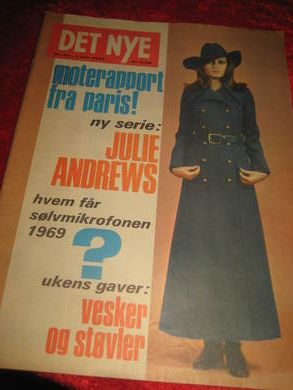 DET NYE
moterapport
fra paris!
ny serie:
JULIE
ANDREWS
hvem får
sølvmikrofonen
1969
?
ukens gaver:
vesker
og støvler